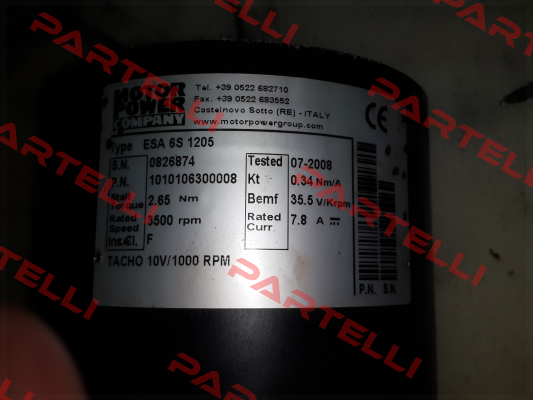 MOTOR
POWER
COMPANY
Tel. +39 0522 682710
Fax. +39 0522 683552
Castelnovo Sotto (RE) - ITALY
www.motorpowergroup.com
Type ESA 6S 1205
S.N. 0826874 Tested 07-2008
P.N. 1010106300008 Kt 0.34 Nm/A
Stall Torque 2.65 Nm Bemf 35.5 V/Krpm
Rated Speed 3500 rpm Rated Curr. 7.8 A
Ins.Cl. F
TACHO 10V/1000 RPM
CE
P.N. S.N.
PARTELLI
PARTELLI
PARTELLI
PARTELLI
PARTELLI
PARTELLI